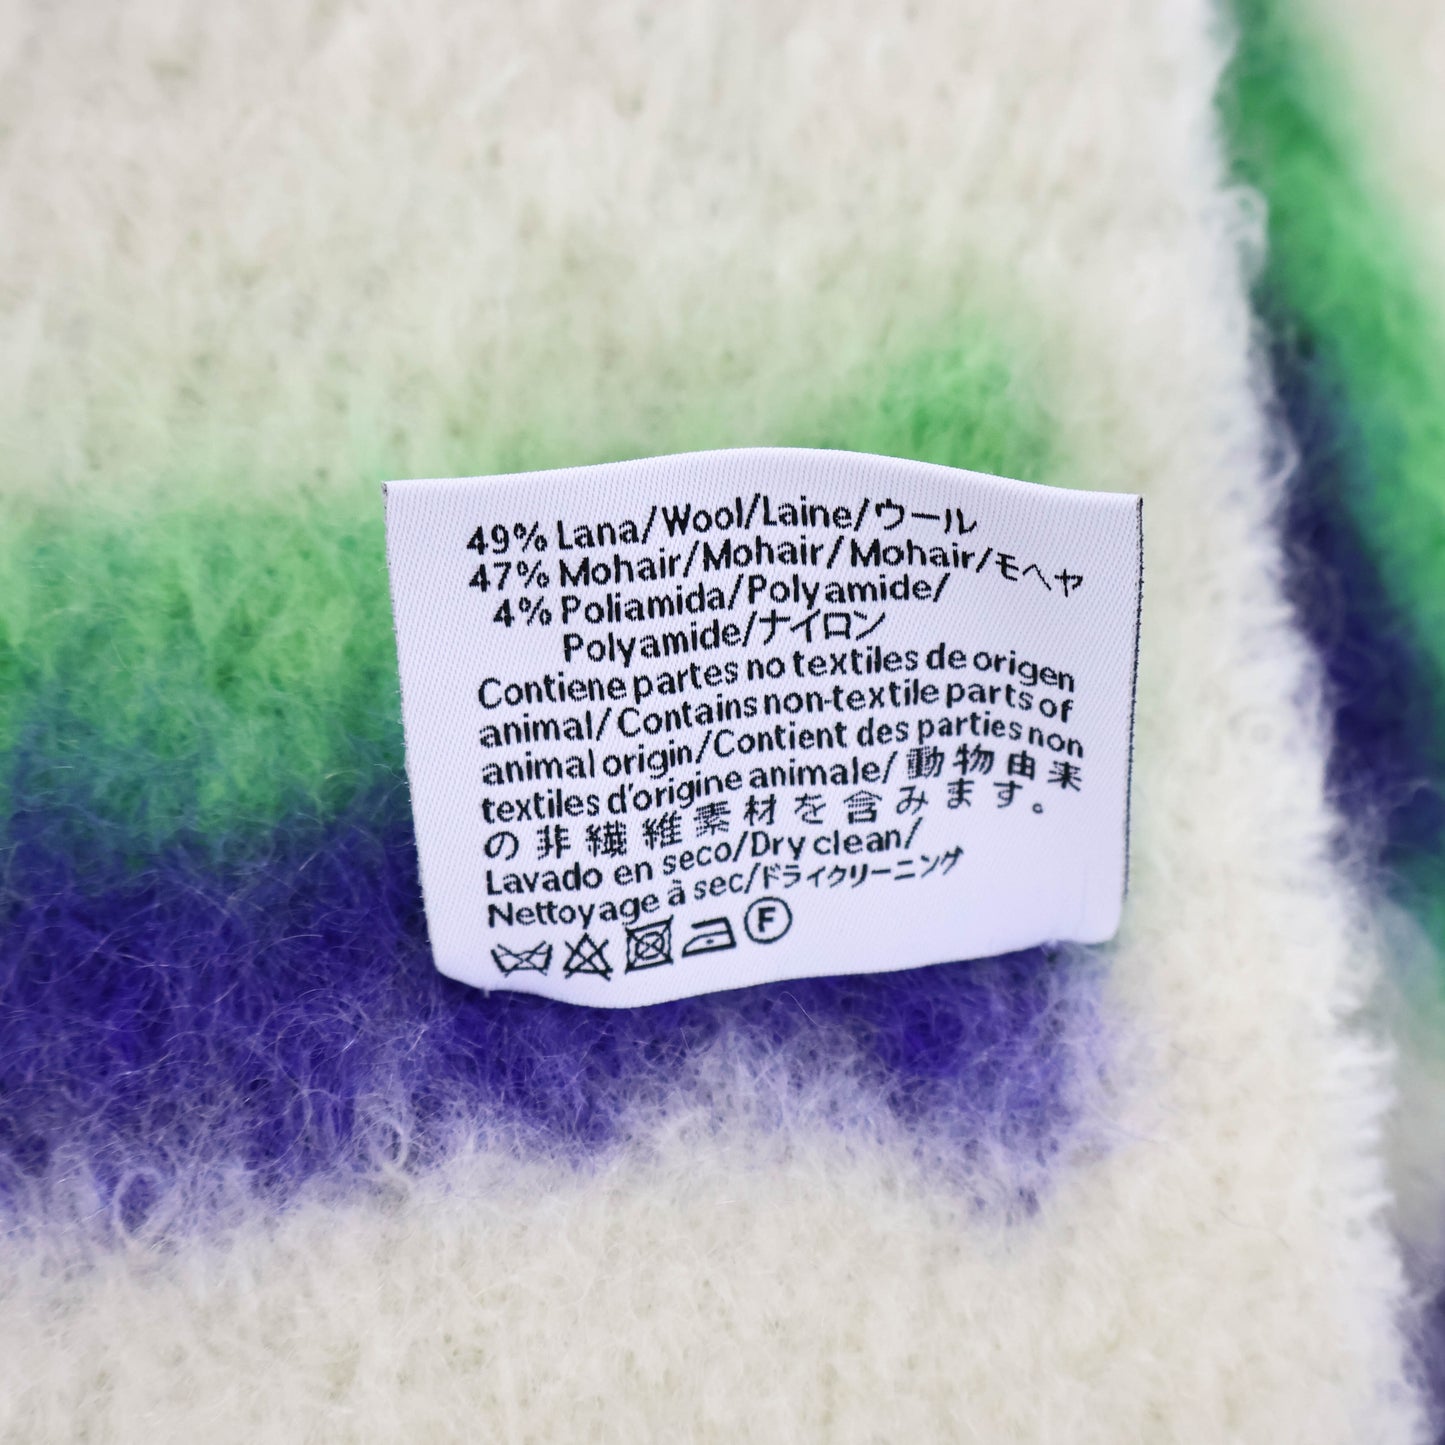 49% Lana/Wool/Laine/ウール
47% Mohair/Mohair/Mohair/モヘヤ
4% Poliamida/Polyamide/
Polyamide/ナイロン
Contiene partes no textiles de origen
animal/Contains non-textile parts of
animal origin/Contient des parties non
textiles d'origine animale/動物由来
の非繊維素材を含みます。
Lavado en seco/Dry clean/
Nettoyage à sec/ドライクリーニング
F